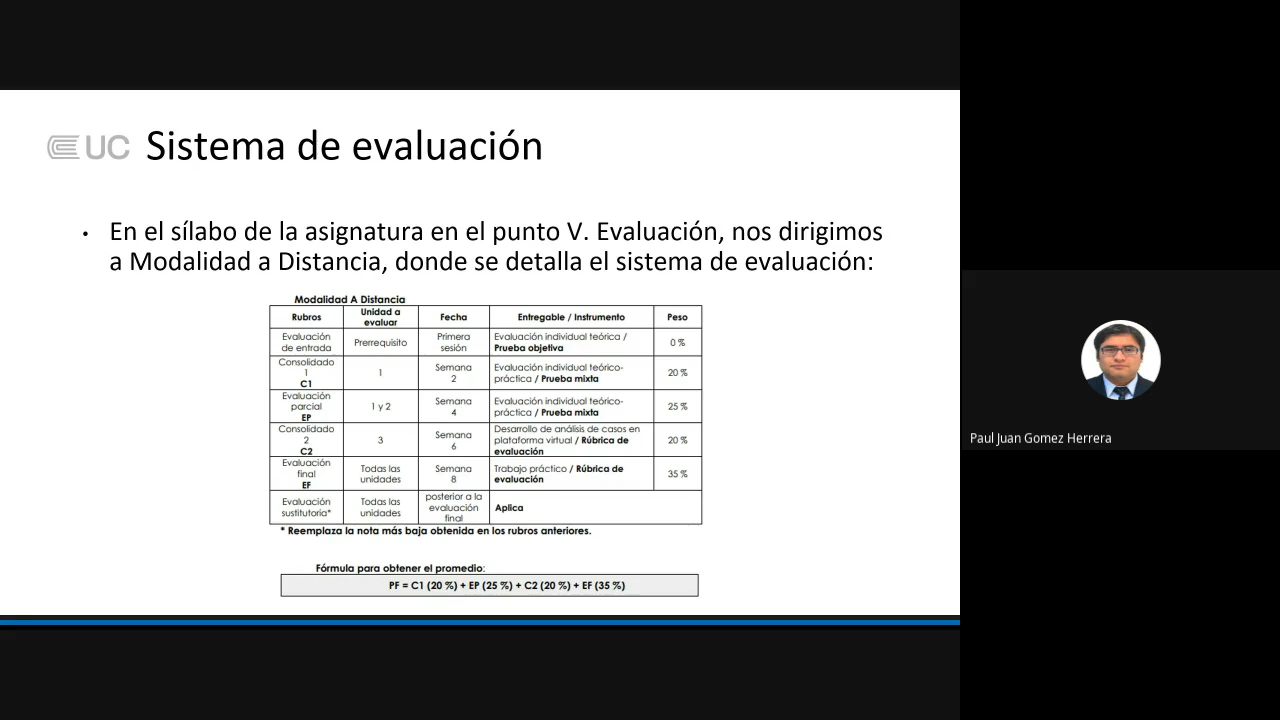 UC Sistema de evaluación
• En el sílabo de la asignatura en el punto V. Evaluación, nos dirigimos
a Modalidad a Distancia, donde se detalla el sistema de evaluación:
Modalidad A Distancia
Rubros
Unidad a
evaluar
Fecha
Entregable / Instrumento
Peso
Evaluación
de entrada
Prerrequisito
Primera
sesión
Evaluación individual teórica /
Prueba objetiva
0 %
Consolidado
1
C1
1
Semana
2
Evaluación individual teórico-
práctica / Prueba mixta
20 %
Evaluación
parcial
EP
1 y 2
Semana
4
Evaluación individual teórico-
práctica / Prueba mixta
25 %
Consolidado
2
C2
3
Semana
6
Desarrollo de análisis de casos en
plataforma virtual / Rúbrica de
evaluación
20 %
Evaluación
final
EF
Todas las
unidades
Semana
8
Trabajo práctico / Rúbrica de
evaluación
35 %
Evaluación
sustitutoria*
Todas las
unidades
posterior a la
evaluación
final
Aplica
* Reemplaza la nota más baja obtenida en los rubros anteriores.
Fórmula para obtener el promedio:
PF = C1 (20 %) + EP (25 %) + C2 (20 %) + EF (35 %)
Paul Juan Gomez Herrera